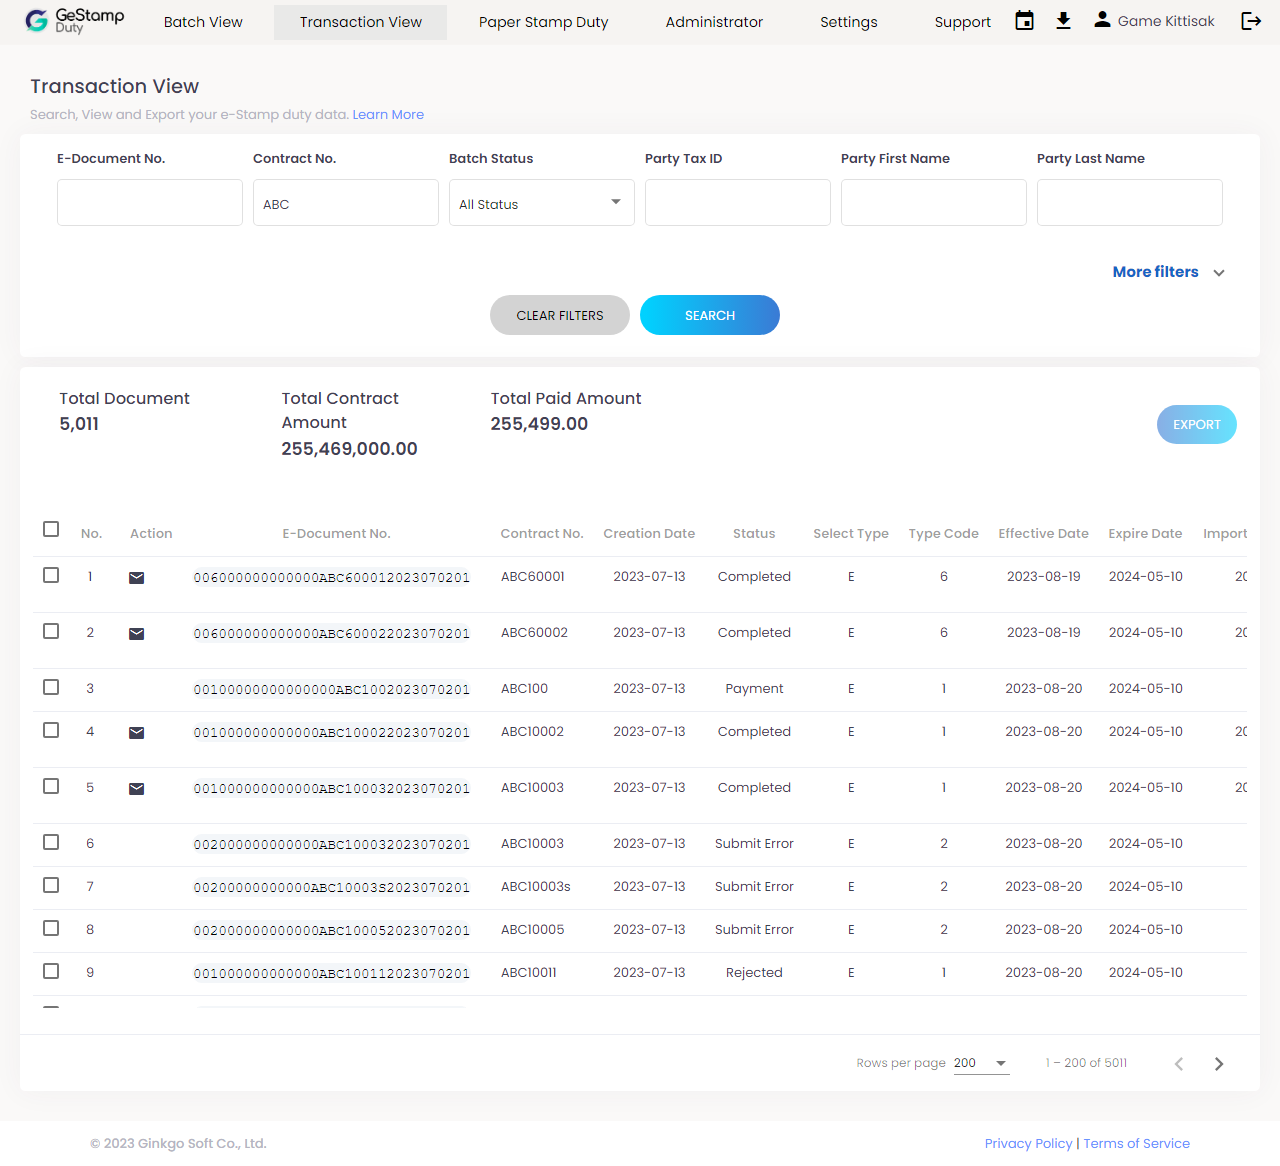 GeStamp
Duty
Batch View
Transaction View
Paper Stamp Duty
Administrator
Settings
Support
Game Kittisak
Transaction View
Search, View and Export your e-Stamp duty data. Learn More
E-Document No. Contract No. Batch Status Party Tax ID Party First Name Party Last Name
ABC All Status
More filters
CLEAR FILTERS SEARCH
Total Document
5,011
Total Contract
Amount
255,469,000.00
Total Paid Amount
255,499.00
EXPORT
No. Action E-Document No. Contract No. Creation Date Status Select Type Type Code Effective Date Expire Date Import
1 006000000000000ABC600012023070201 ABC60001 2023-07-13 Completed E 6 2023-08-19 2024-05-10 20
2 006000000000000ABC600022023070201 ABC60002 2023-07-13 Completed E 6 2023-08-19 2024-05-10 20
3 00100000000000000ABC1002023070201 ABC100 2023-07-13 Payment E 1 2023-08-20 2024-05-10
4 001000000000000ABC100022023070201 ABC10002 2023-07-13 Completed E 1 2023-08-20 2024-05-10 20
5 001000000000000ABC100032023070201 ABC10003 2023-07-13 Completed E 1 2023-08-20 2024-05-10 20
6 002000000000000ABC100032023070201 ABC10003 2023-07-13 Submit Error E 2 2023-08-20 2024-05-10
7 00200000000000ABC10003S2023070201 ABC10003s 2023-07-13 Submit Error E 2 2023-08-20 2024-05-10
8 002000000000000ABC100052023070201 ABC10005 2023-07-13 Submit Error E 2 2023-08-20 2024-05-10
9 001000000000000ABC100112023070201 ABC10011 2023-07-13 Rejected E 1 2023-08-20 2024-05-10
Rows per page 200 1 – 200 of 5011
© 2023 Ginkgo Soft Co., Ltd. Privacy Policy | Terms of Service